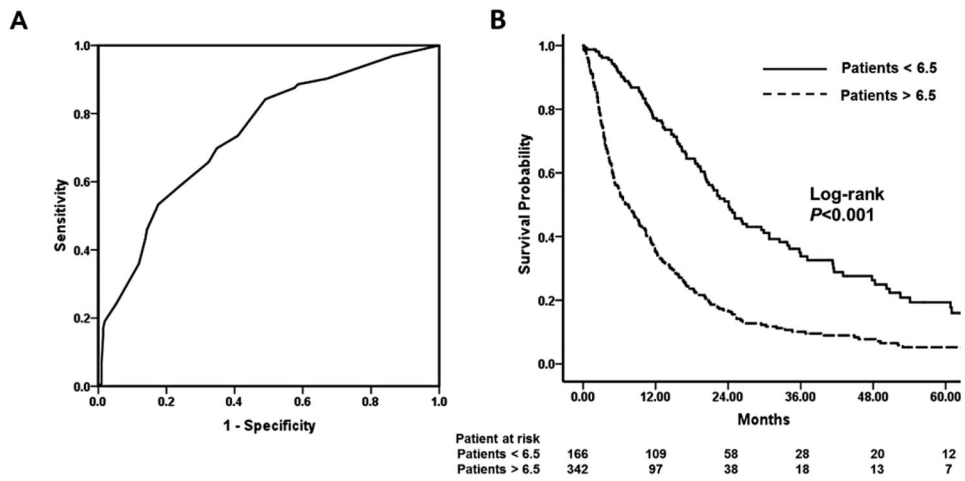 A
Sensitivity
1.0
0.8
0.6
0.4
0.2
0.0
0.0 0.2 0.4 0.6 0.8 1.0
1 - Specificity
B
Survival Probability
1.0
0.8
0.6
0.4
0.2
0.0
Patients < 6.5
Patients > 6.5
Log-rank
P<0.001
0.00 12.00 24.00 36.00 48.00 60.00
Months
Patient at risk
Patients < 6.5 166 109 58 28 20 12
Patients > 6.5 342 97 38 18 13 7